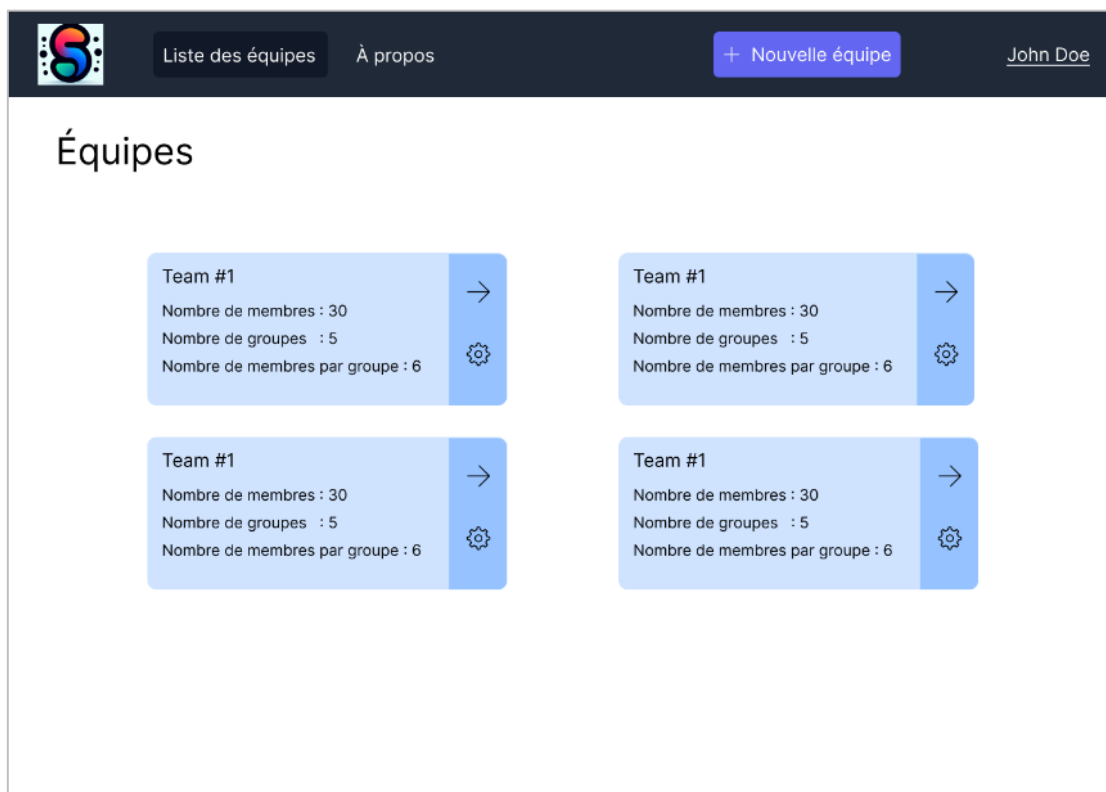 S
Liste des équipes
À propos
+ Nouvelle équipe
John Doe
Équipes
Team #1
Nombre de membres : 30
Nombre de groupes : 5
Nombre de membres par groupe : 6
Team #1
Nombre de membres : 30
Nombre de groupes : 5
Nombre de membres par groupe : 6
Team #1
Nombre de membres : 30
Nombre de groupes : 5
Nombre de membres par groupe : 6
Team #1
Nombre de membres : 30
Nombre de groupes : 5
Nombre de membres par groupe : 6